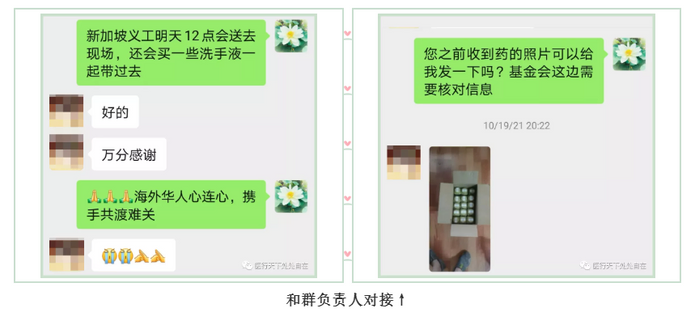 新加坡义工明天12点会送去
现场，还会买一些洗手液一
起带过去
好的
万分感谢
🙏🙏🙏海外华人心连心，携
手共渡难关
😭😭🙏🙏
您之前收到药的照片可以给
我发一下吗？基金会这边需
要核对信息
10/19/21 20:22
和群负责人对接↑